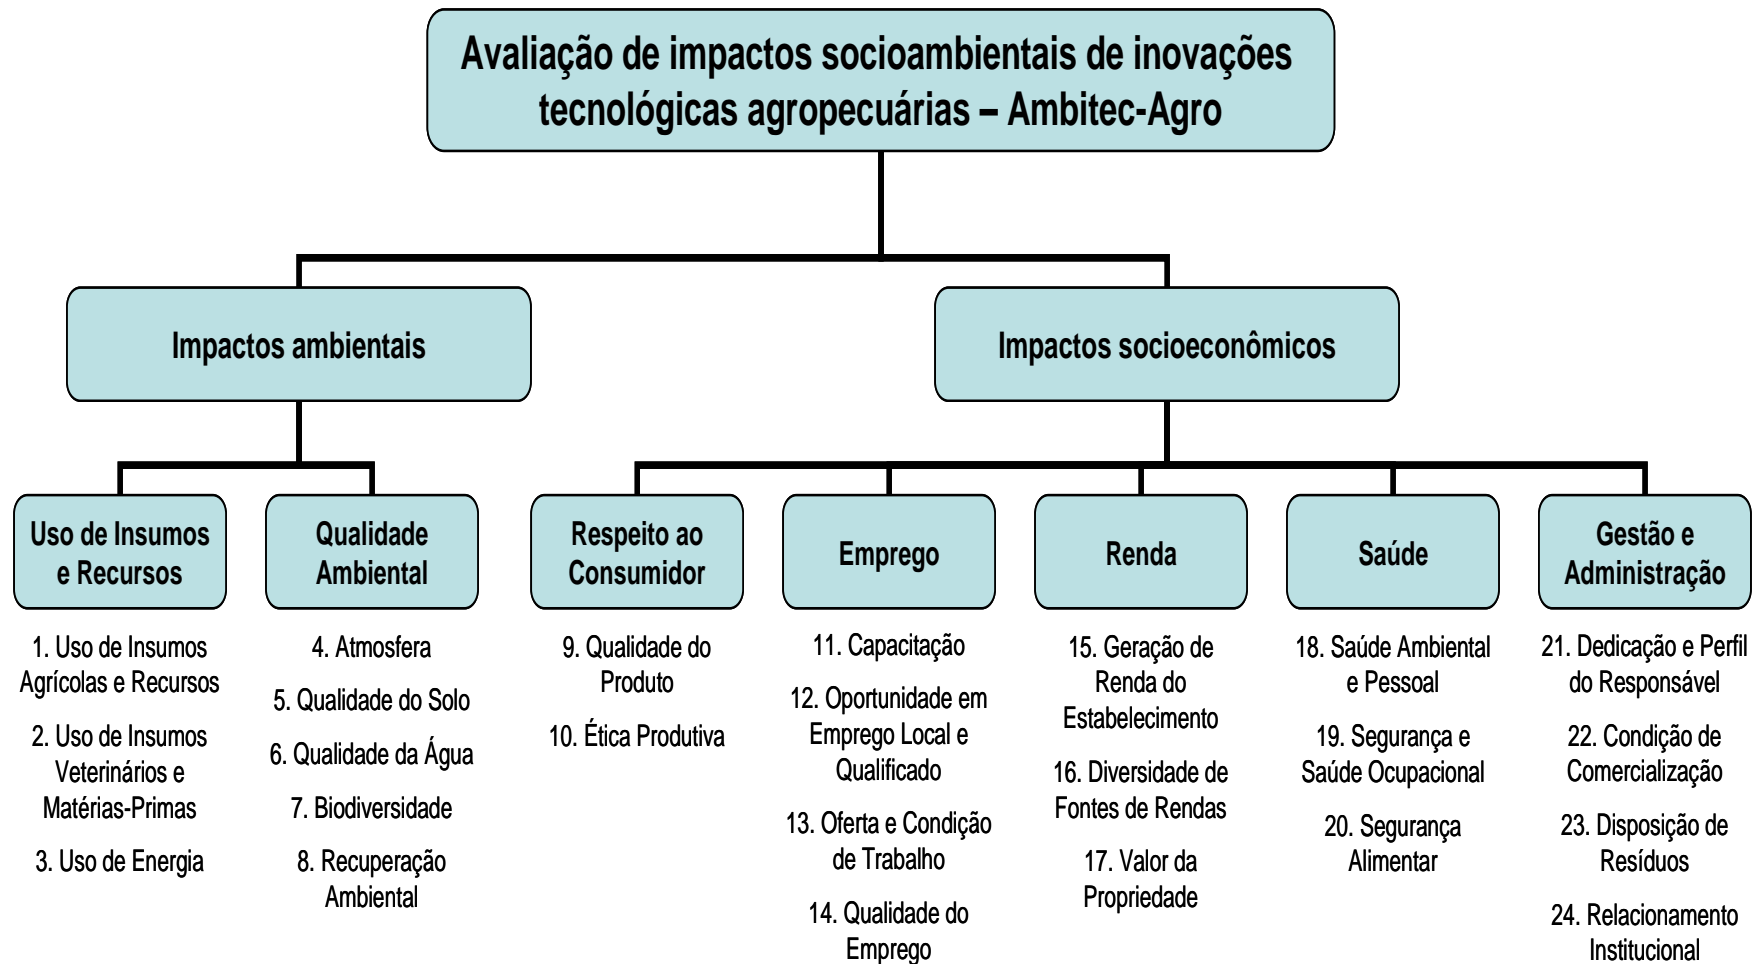 Avaliação de impactos socioambientais de inovações
tecnológicas agropecuárias – Ambitec-Agro
Impactos ambientais
Impactos socioeconômicos
Uso de Insumos
e Recursos
Qualidade
Ambiental
Respeito ao
Consumidor
Emprego
Renda
Saúde
Gestão e
Administração
1. Uso de Insumos
Agrícolas e Recursos
2. Uso de Insumos
Veterinários e
Matérias-Primas
3. Uso de Energia
4. Atmosfera
5. Qualidade do Solo
6. Qualidade da Água
7. Biodiversidade
8. Recuperação
Ambiental
9. Qualidade do
Produto
10. Ética Produtiva
11. Capacitação
12. Oportunidade em
Emprego Local e
Qualificado
13. Oferta e Condição
de Trabalho
14. Qualidade do
Emprego
15. Geração de
Renda do
Estabelecimento
16. Diversidade de
Fontes de Rendas
17. Valor da
Propriedade
18. Saúde Ambiental
e Pessoal
19. Segurança e
Saúde Ocupacional
20. Segurança
Alimentar
21. Dedicação e Perfil
do Responsável
22. Condição de
Comercialização
23. Disposição de
Resíduos
24. Relacionamento
Institucional